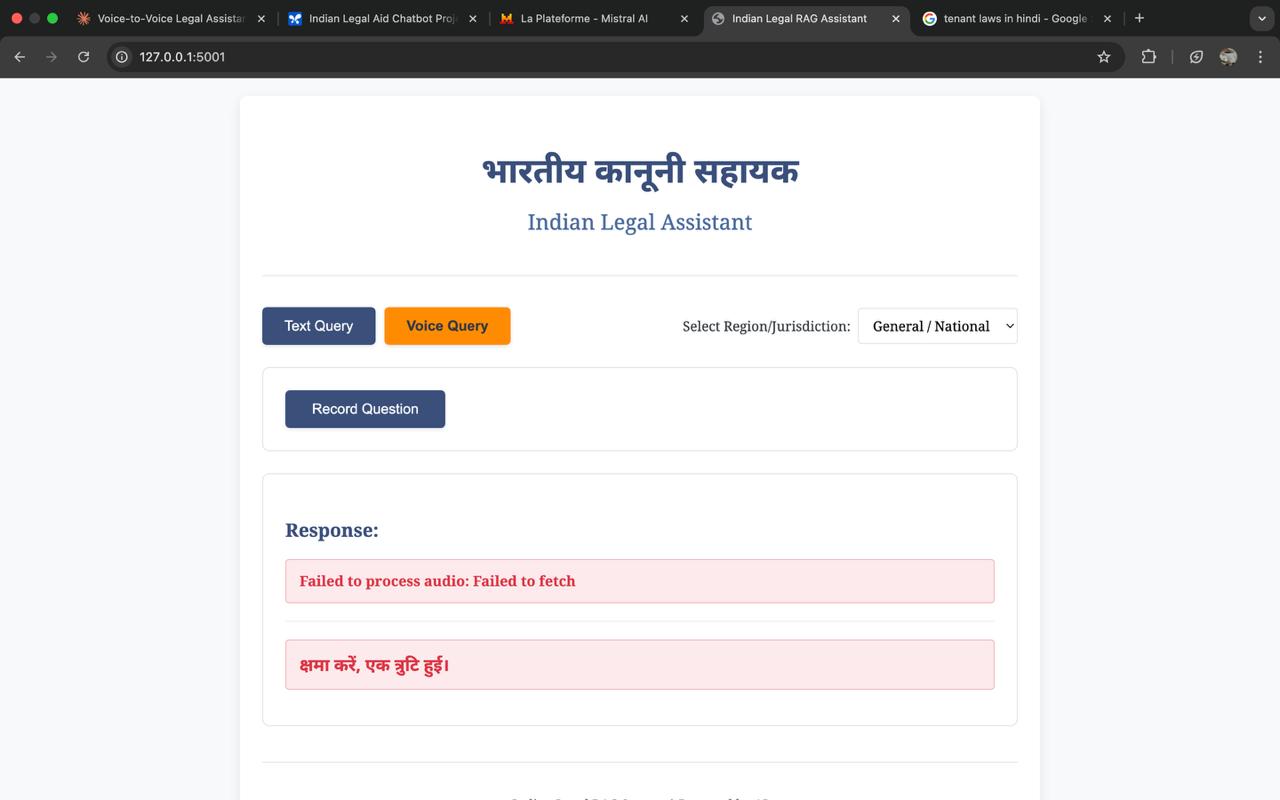 Voice-to-Voice Legal Assistar
Indian Legal Aid Chatbot Proj
La Plateforme - Mistral AI
Indian Legal RAG Assistant
tenant laws in hindi - Google
127.0.0.1:5001
भारतीय कानूनी सहायक
Indian Legal Assistant
Text Query
Voice Query
Select Region/Jurisdiction:
General / National
Record Question
Response:
Failed to process audio: Failed to fetch
क्षमा करें, एक त्रुटि हुई।